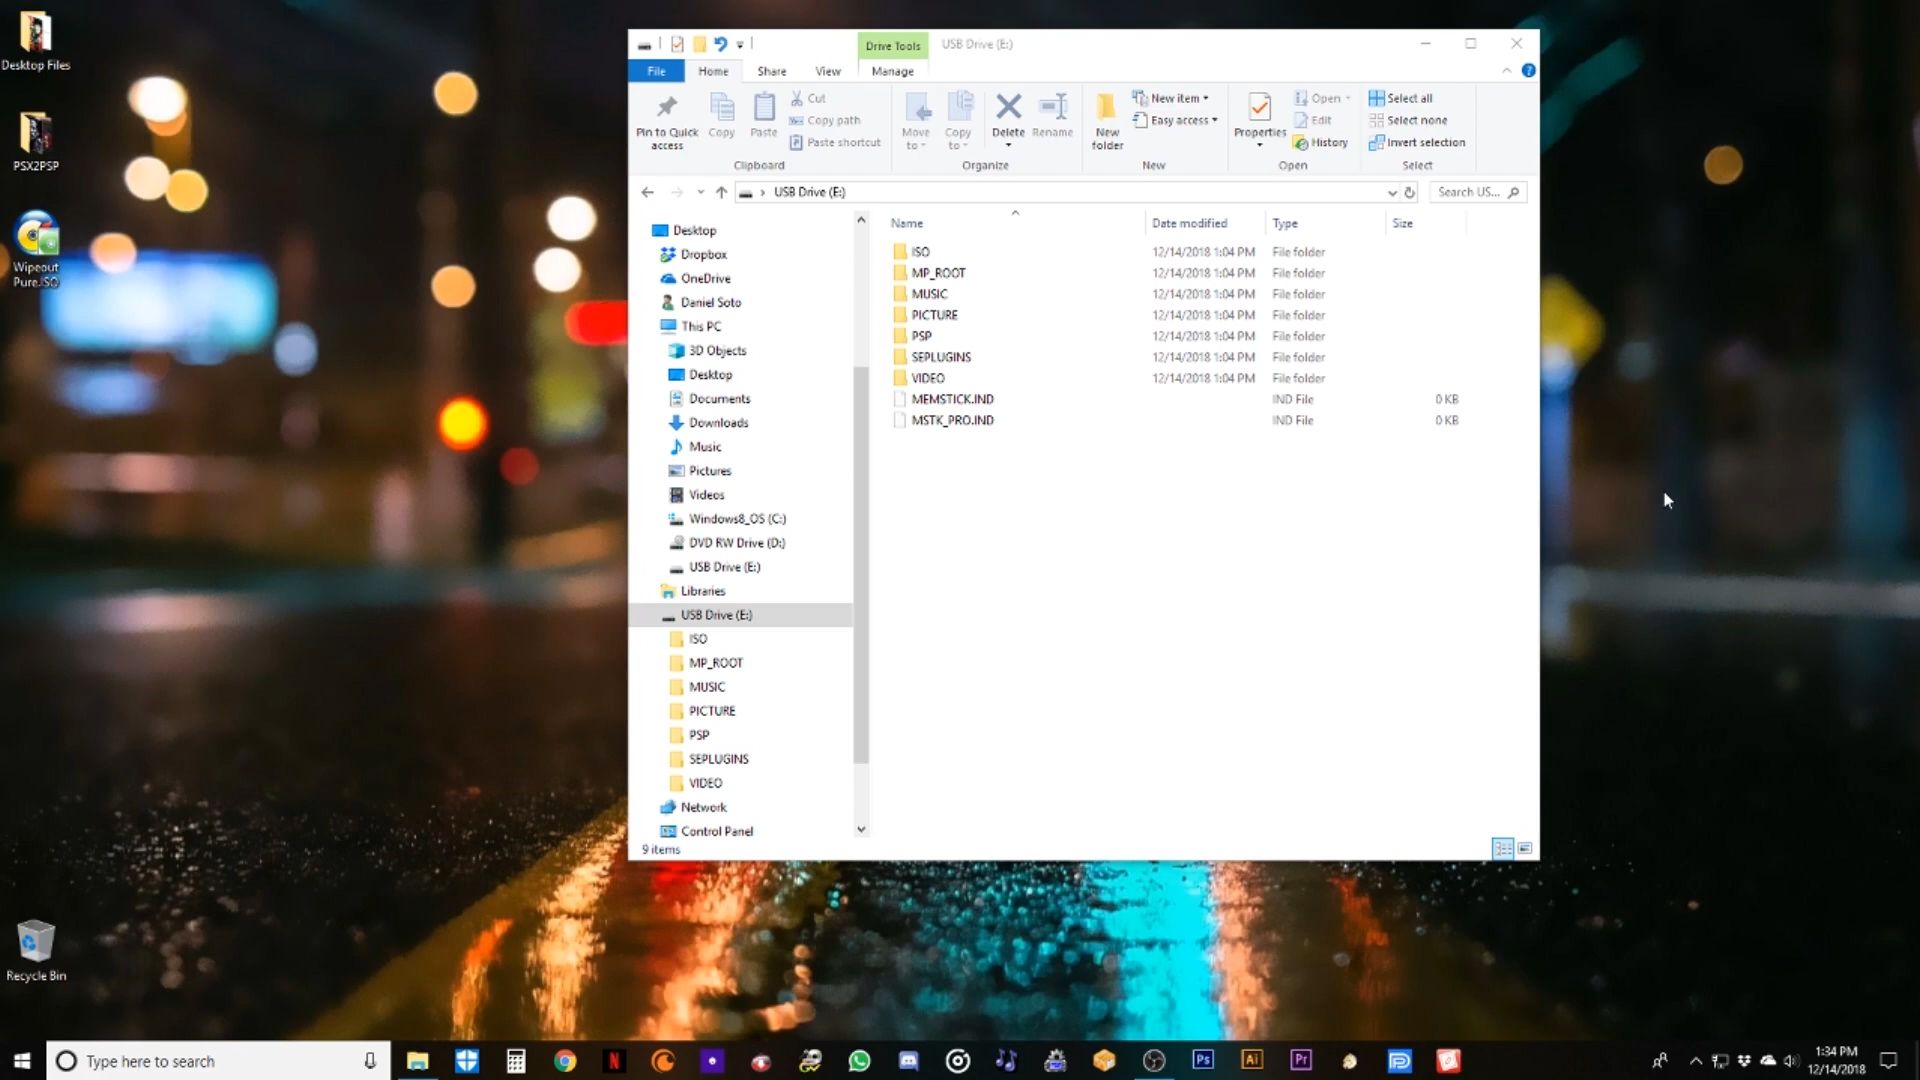 Desktop Files
PSX2PSP
Wipeout
Pure.ISO
Recycle Bin
Drive Tools
USB Drive (E:)
File
Home
Share
View
Manage
Pin to Quick
access
Copy
Paste
Cut
Copy path
Paste shortcut
Clipboard
Move
to
Copy
to
Delete
Rename
Organize
New
folder
New item
Easy access
New
Properties
Open
Edit
History
Open
Select all
Select none
Invert selection
Select
USB Drive (E:)
Search US...
Desktop
Dropbox
OneDrive
Daniel Soto
This PC
3D Objects
Desktop
Documents
Downloads
Music
Pictures
Videos
Windows8_OS (C:)
DVD RW Drive (D:)
USB Drive (E:)
Libraries
USB Drive (E:)
ISO
MP_ROOT
MUSIC
PICTURE
PSP
SEPLUGINS
VIDEO
Network
Control Panel
9 items
Name Date modified Type Size
ISO 12/14/2018 1:04 PM File folder
MP_ROOT 12/14/2018 1:04 PM File folder
MUSIC 12/14/2018 1:04 PM File folder
PICTURE 12/14/2018 1:04 PM File folder
PSP 12/14/2018 1:04 PM File folder
SEPLUGINS 12/14/2018 1:04 PM File folder
VIDEO 12/14/2018 1:04 PM File folder
MEMSTICK.IND IND File 0 KB
MSTK_PRO.IND IND File 0 KB
Type here to search
N
Ps
Ai
Pr
1:34 PM
12/14/2018